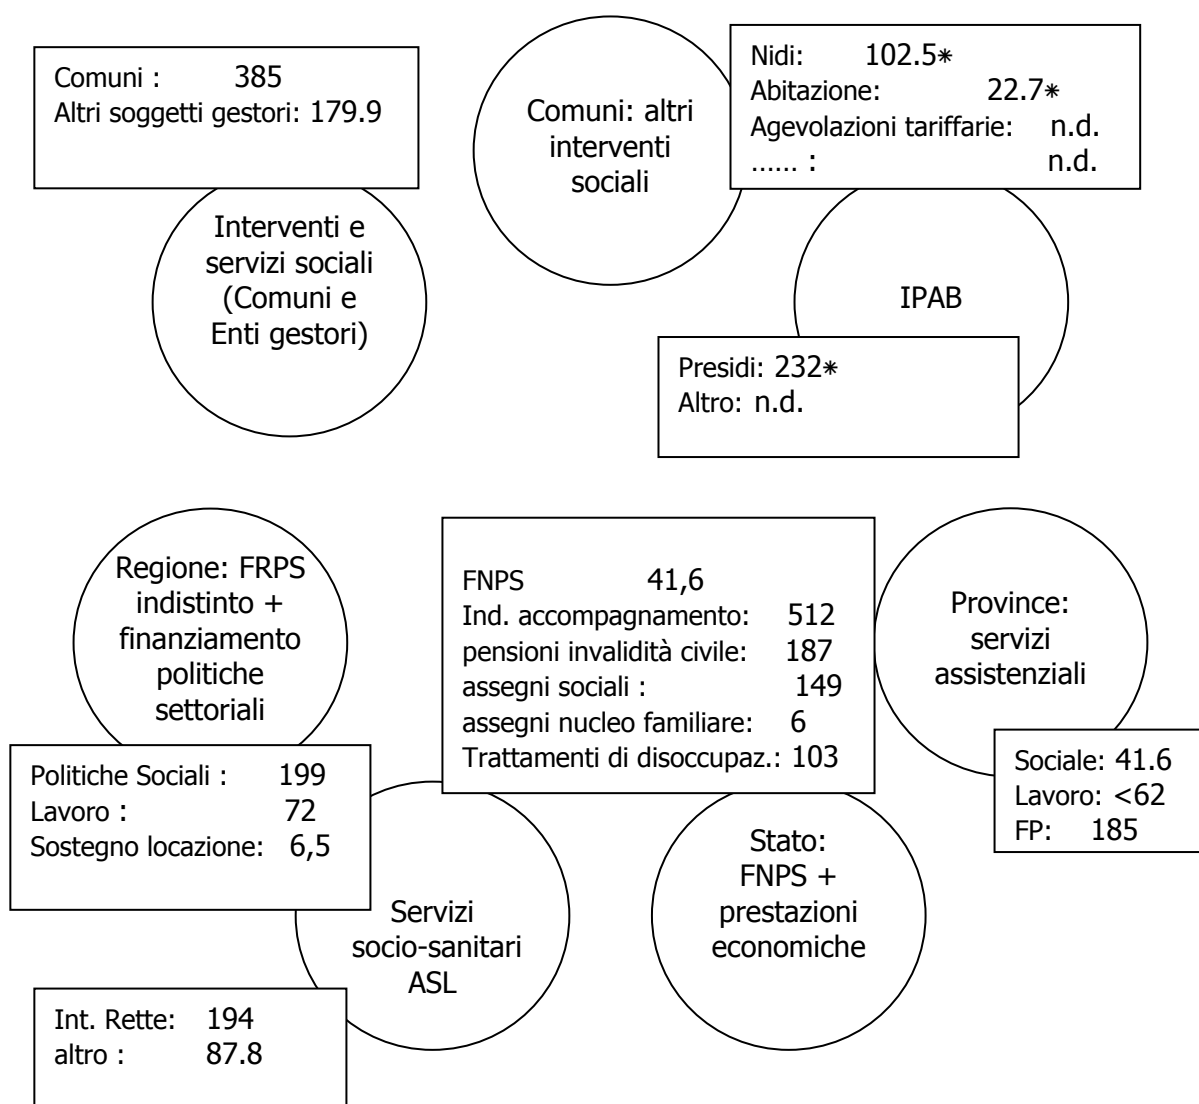 Comuni : 385
Altri soggetti gestori: 179.9
Interventi e
servizi sociali
(Comuni e
Enti gestori)
Comuni: altri
interventi
sociali
Nidi: 102.5*
Abitazione: 22.7*
Agevolazioni tariffarie: n.d.
...... : n.d.
IPAB
Presidi: 232*
Altro: n.d.
Regione: FRPS
indistinto +
finanziamento
politiche
settoriali
Politiche Sociali : 199
Lavoro : 72
Sostegno locazione: 6,5
FNPS 41,6
Ind. accompagnamento: 512
pensioni invalidità civile: 187
assegni sociali : 149
assegni nucleo familiare: 6
Trattamenti di disoccupaz.: 103
Province:
servizi
assistenziali
Sociale: 41.6
Lavoro: <62
FP: 185
Servizi
socio-sanitari
ASL
Int. Rette: 194
altro : 87.8
Stato:
FNPS +
prestazioni
economiche